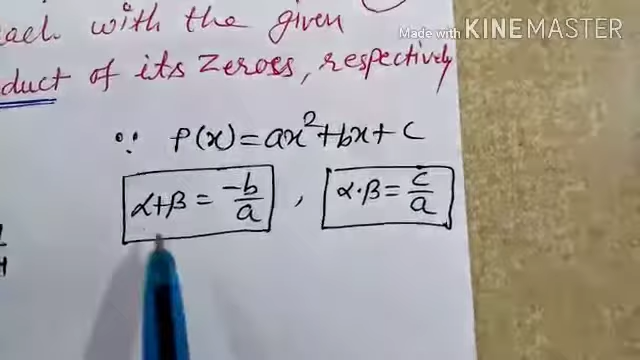 Made with KINEMASTER
each with the given
duct of its Zeroes, respectively
∵ P(x)=ax²+bx+c
α+β = -b/a , α·β = c/a